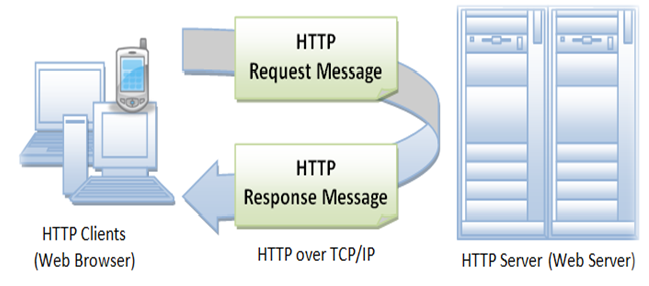 HTTP
Request Message
HTTP
Response Message
HTTP Clients
(Web Browser)
HTTP over TCP/IP
HTTP Server (Web Server)